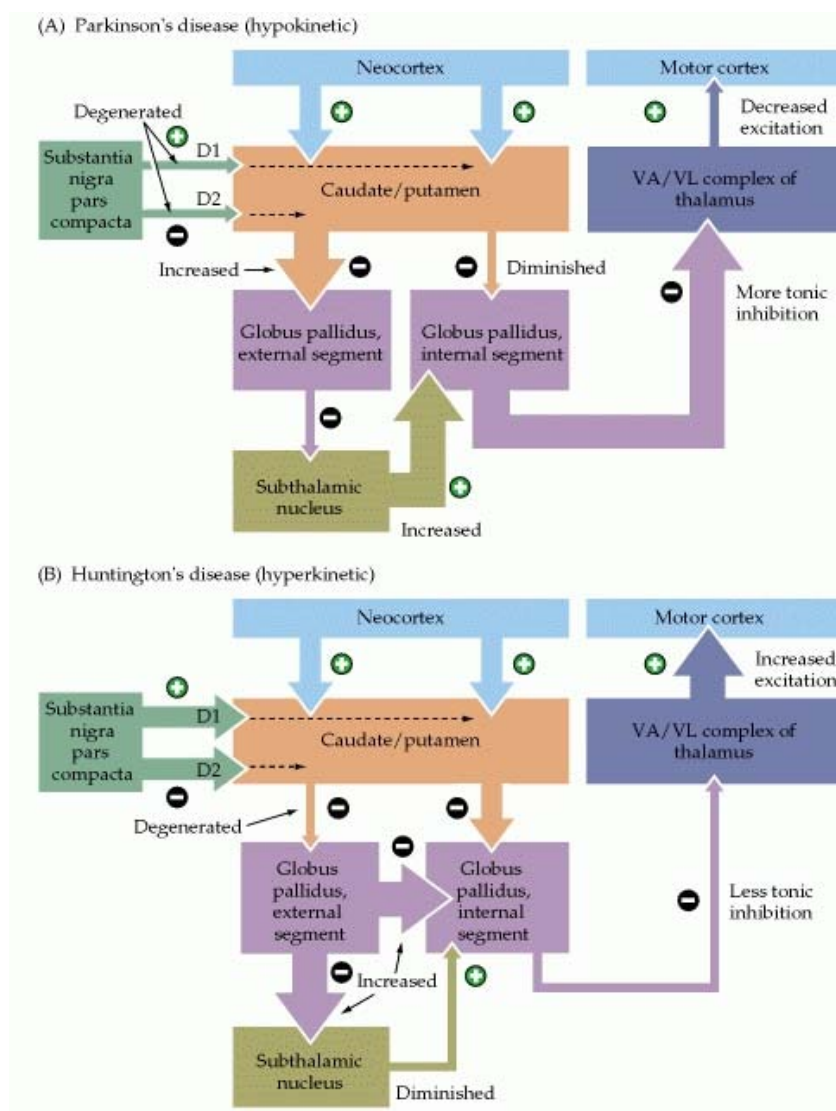 (A) Parkinson's disease (hypokinetic)
Neocortex
Motor cortex
Degenerated
+
+
+
+
Decreased
excitation
Substantia
nigra
pars
compacta
D1
D2
−
Caudate/putamen
VA/VL complex of
thalamus
Increased
−
−
Diminished
−
More tonic
inhibition
Globus pallidus,
external segment
Globus pallidus,
internal segment
−
Subthalamic
nucleus
+
Increased
(B) Huntington's disease (hyperkinetic)
Neocortex
Motor cortex
+
+
+
+
Increased
excitation
Substantia
nigra
pars
compacta
D1
D2
−
Caudate/putamen
VA/VL complex of
thalamus
Degenerated
−
−
−
Globus
pallidus,
external
segment
Globus
pallidus,
internal
segment
−
Less tonic
inhibition
−
Increased
+
Subthalamic
nucleus
Diminished